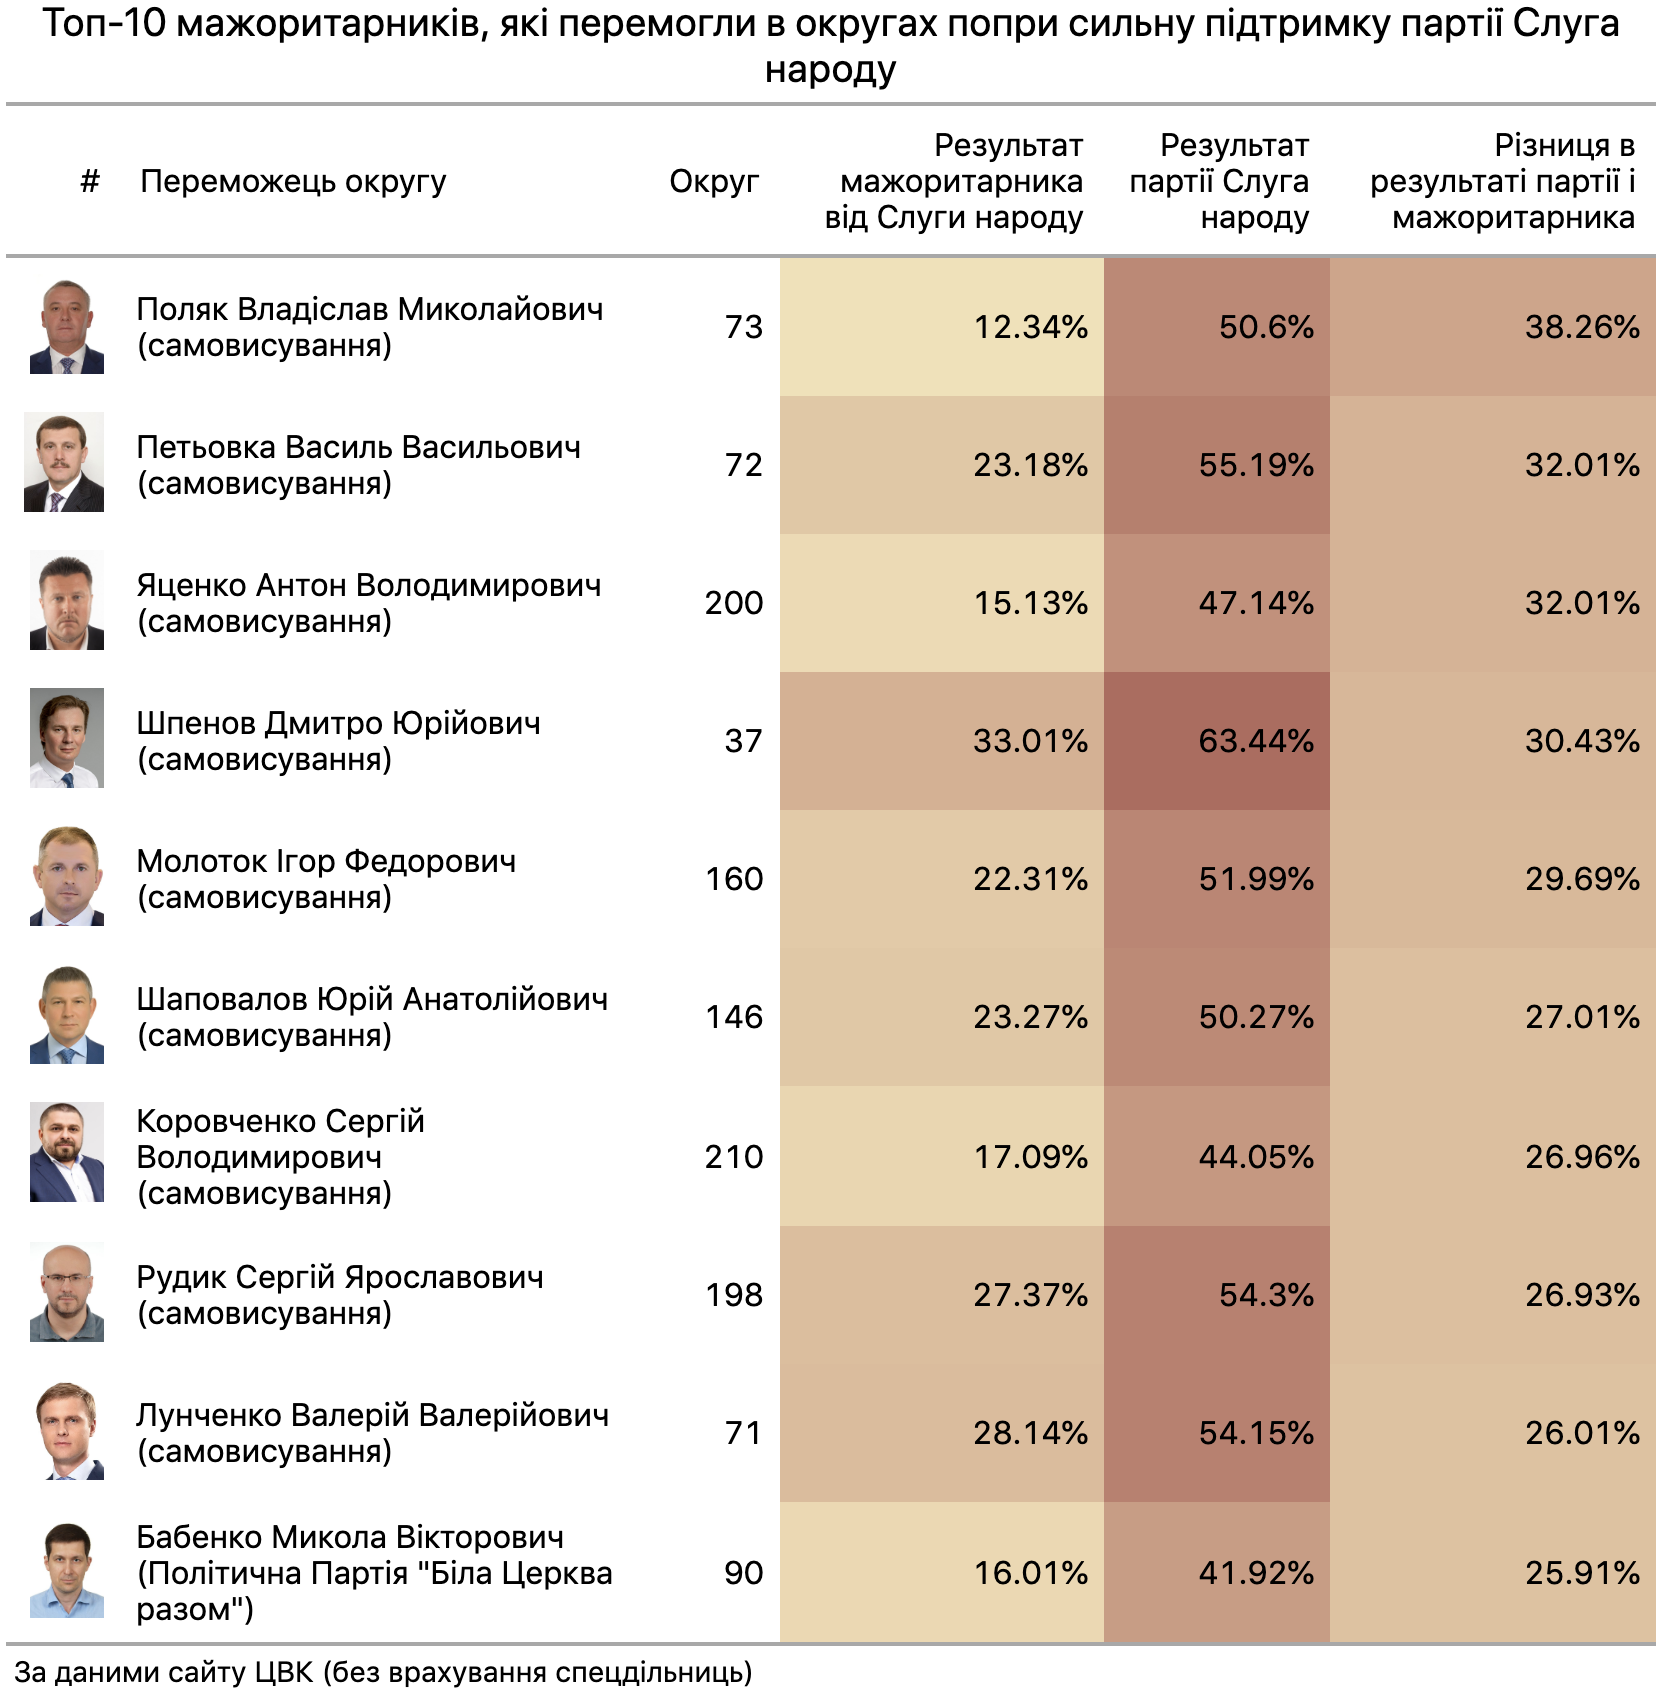 Топ-10 мажоритарників, які перемогли в округах попри сильну підтримку партії Слуга
народу
# Переможець округу Округ Результат мажоритарника від Слуги народу Результат партії Слуга народу Різниця в результаті партії і мажоритарника
Поляк Владіслав Миколайович
(самовисування)
73 12.34% 50.6% 38.26%
Петьовка Василь Васильович
(самовисування)
72 23.18% 55.19% 32.01%
Яценко Антон Володимирович
(самовисування)
200 15.13% 47.14% 32.01%
Шпенов Дмитро Юрійович
(самовисування)
37 33.01% 63.44% 30.43%
Молоток Ігор Федорович
(самовисування)
160 22.31% 51.99% 29.69%
Шаповалов Юрій Анатолійович
(самовисування)
146 23.27% 50.27% 27.01%
Коровченко Сергій
Володимирович
(самовисування)
210 17.09% 44.05% 26.96%
Рудик Сергій Ярославович
(самовисування)
198 27.37% 54.3% 26.93%
Лунченко Валерій Валерійович
(самовисування)
71 28.14% 54.15% 26.01%
Бабенко Микола Вікторович
(Політична Партія "Біла Церква
разом")
90 16.01% 41.92% 25.91%
За даними сайту ЦВК (без врахування спецдільниць)